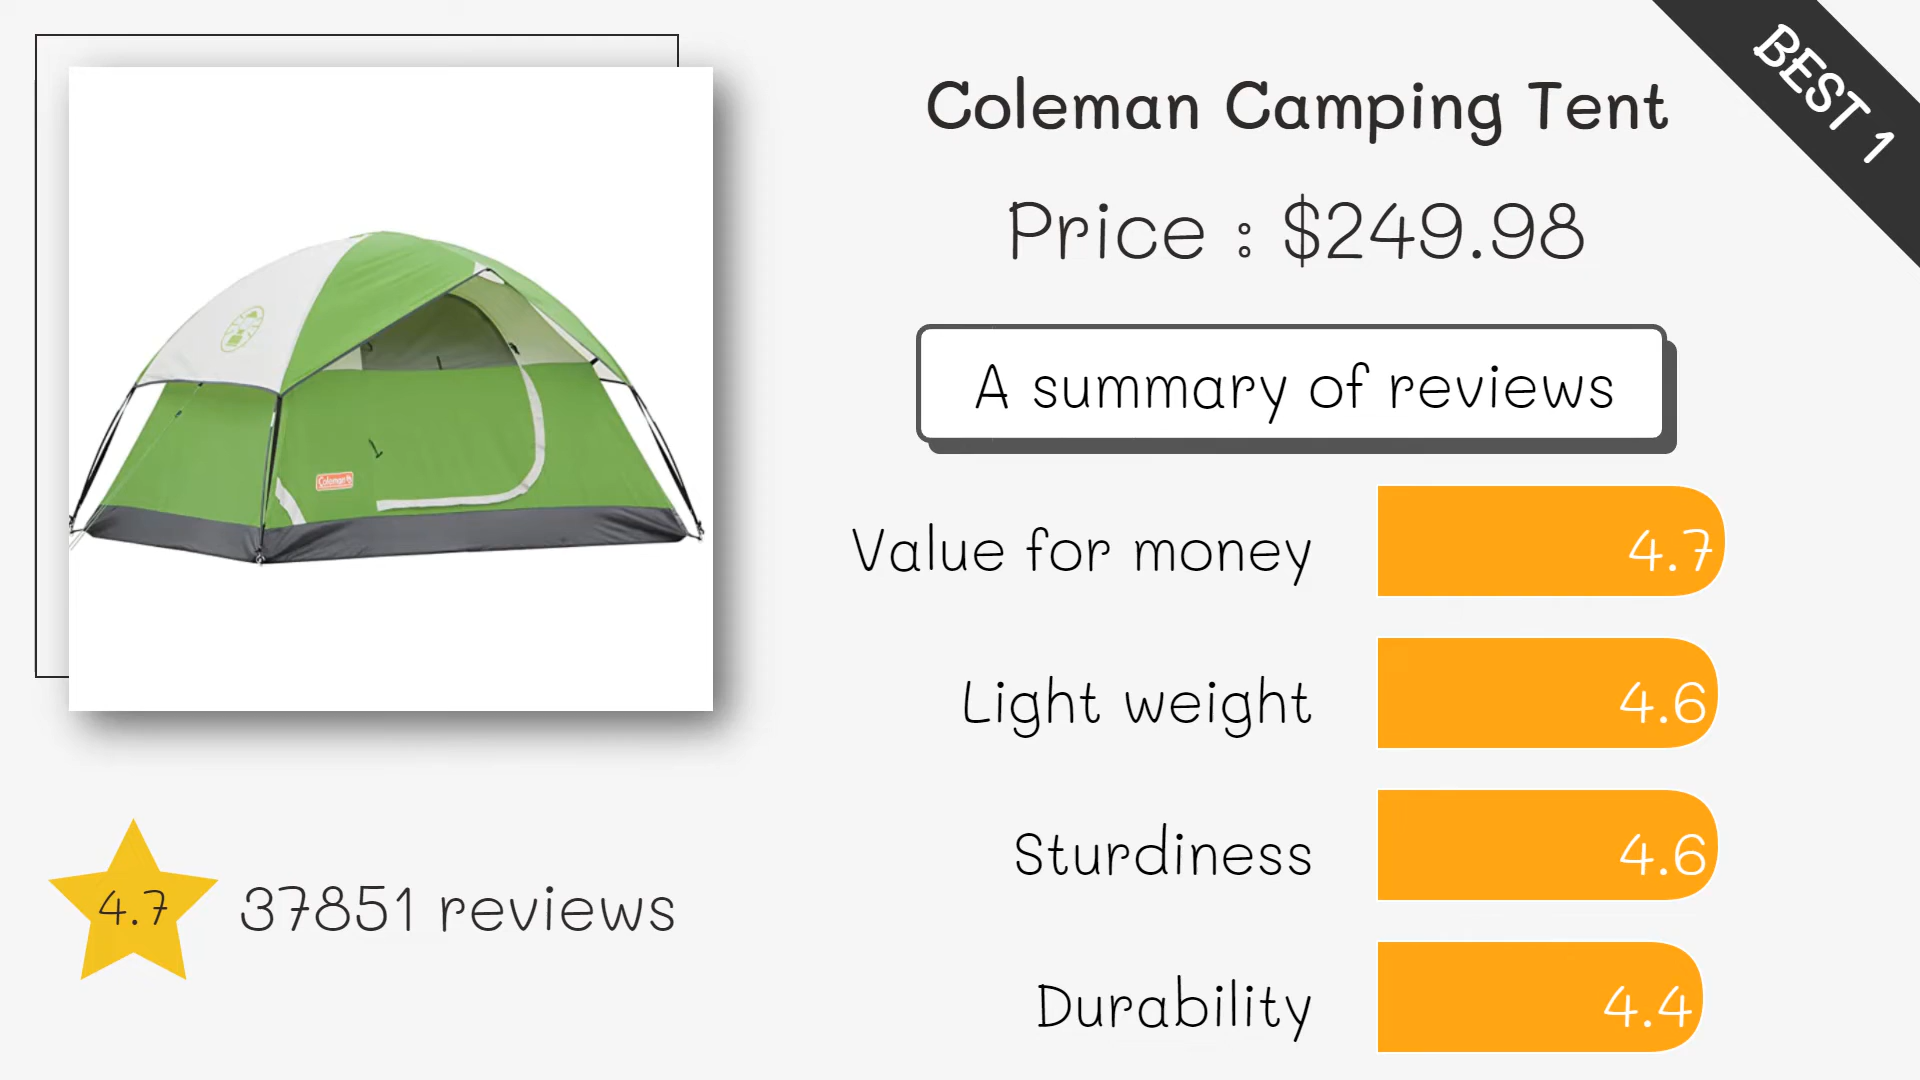 BEST 1
Coleman Camping Tent
Price : $249.98
A summary of reviews
Coleman
Value for money 4.7
Light weight 4.6
Sturdiness 4.6
Durability 4.4
4.7 37851 reviews